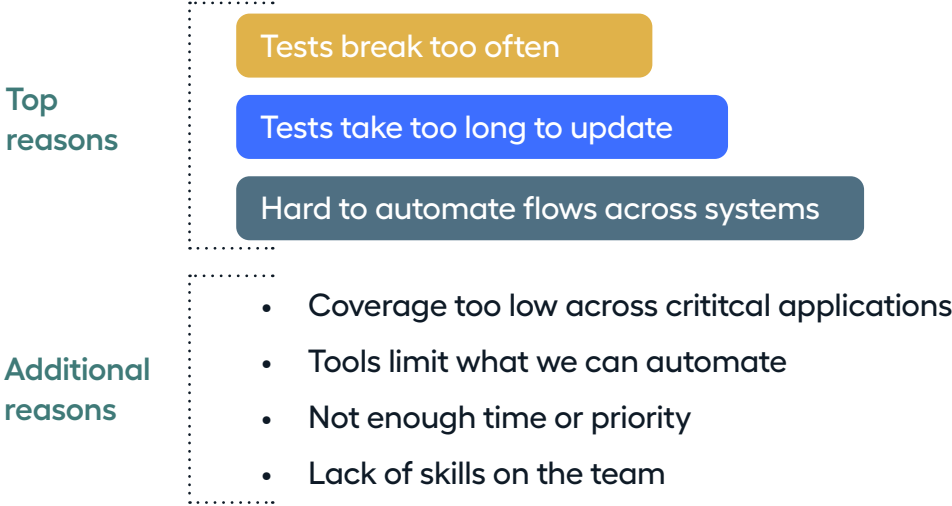 Top
reasons
Tests break too often
Tests take too long to update
Hard to automate flows across systems
Additional
reasons
• Coverage too low across crititcal applications
• Tools limit what we can automate
• Not enough time or priority
• Lack of skills on the team